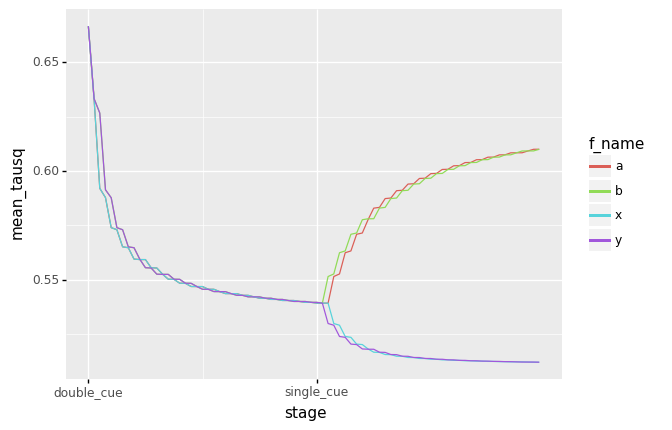 0.65
0.60
0.55
mean_tausq
double_cue
single_cue
stage
f_name
a
b
x
y